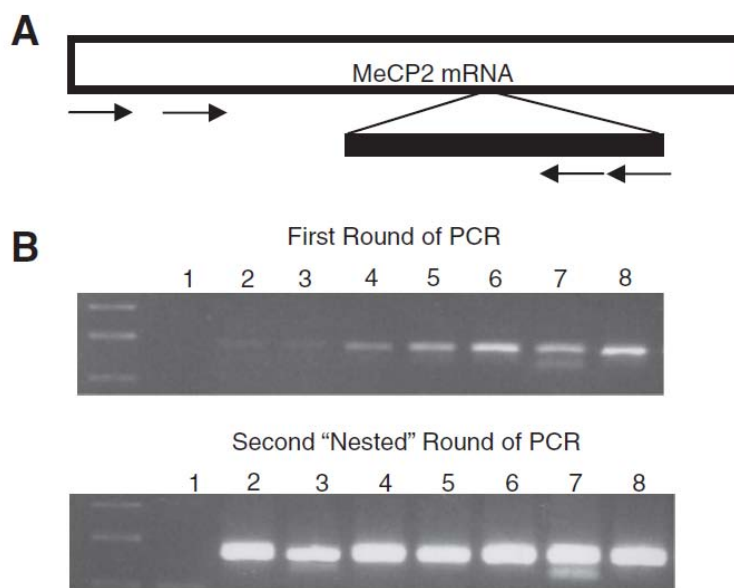 A
MeCP2 mRNA
B
First Round of PCR
1 2 3 4 5 6 7 8
Second “Nested” Round of PCR
1 2 3 4 5 6 7 8